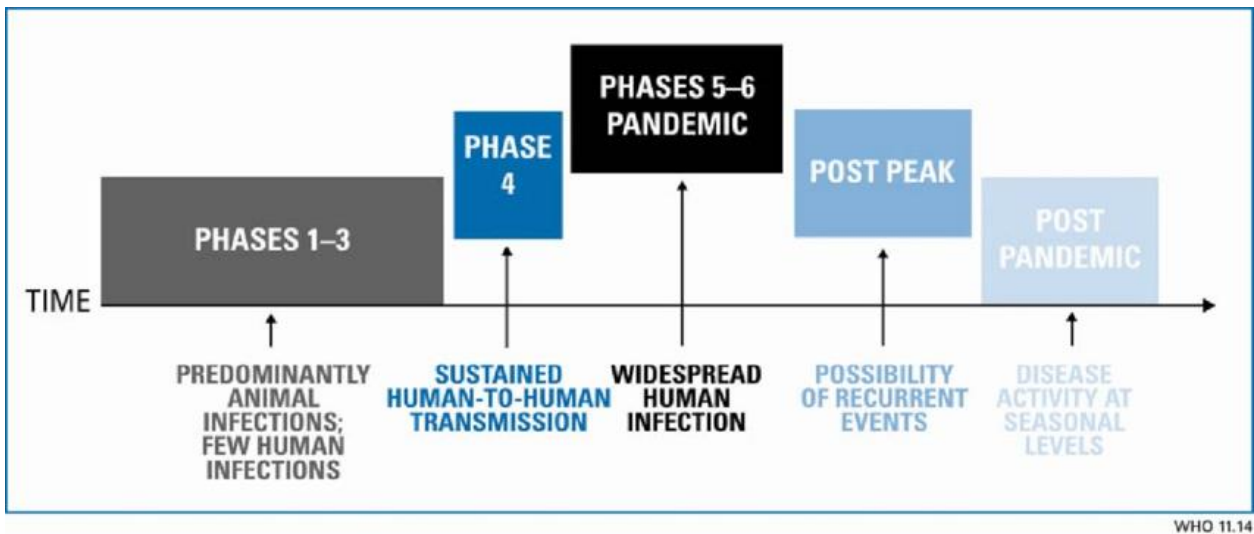 PHASES 5–6
PANDEMIC
PHASE
4
POST PEAK
PHASES 1–3
POST
PANDEMIC
TIME
PREDOMINANTLY
ANIMAL
INFECTIONS;
FEW HUMAN
INFECTIONS
SUSTAINED
HUMAN-TO-HUMAN
TRANSMISSION
WIDESPREAD
HUMAN
INFECTION
POSSIBILITY
OF RECURRENT
EVENTS
DISEASE
ACTIVITY AT
SEASONAL
LEVELS
WHO 11.14